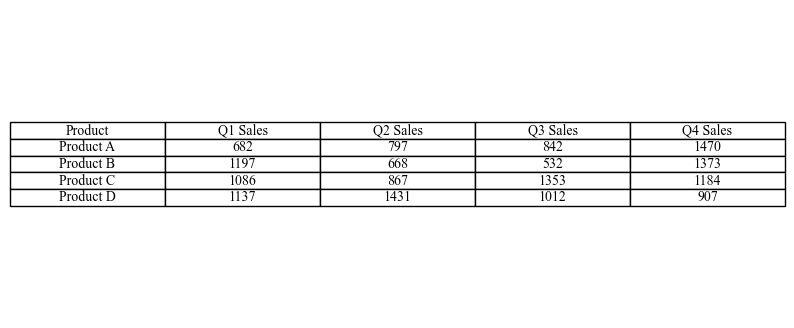 Product Q1 Sales Q2 Sales Q3 Sales Q4 Sales
Product A 682 797 842 1470
Product B 1197 668 532 1373
Product C 1086 867 1353 1184
Product D 1137 1431 1012 907